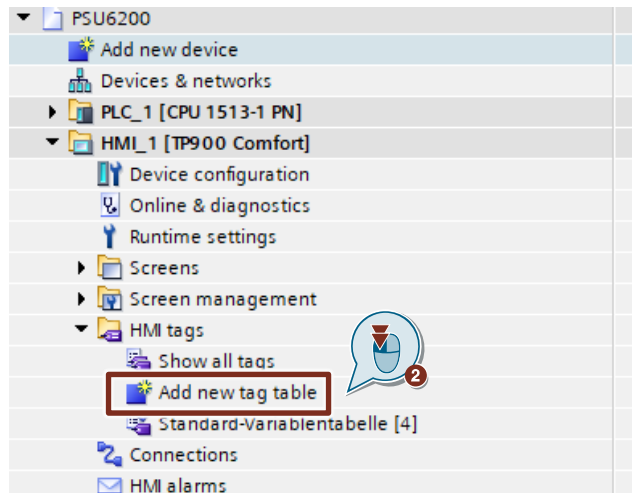 PSU6200
Add new device
Devices & networks
PLC_1 [CPU 1513-1 PN]
HMI_1 [TP900 Comfort]
Device configuration
Online & diagnostics
Runtime settings
Screens
Screen management
HMI tags
Show all tags
2
Add new tag table
Standard-Variablentabelle [4]
Connections
HMI alarms